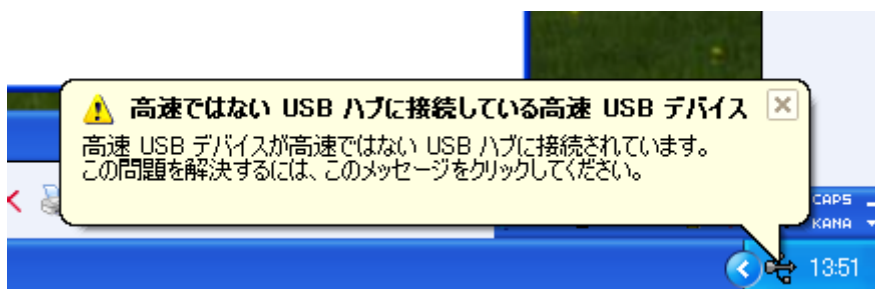 高速ではない USB ハブに接続している高速 USB デバイス
高速 USB デバイスが高速ではない USB ハブに接続されています。
この問題を解決するには、このメッセージをクリックしてください。
CAPS
KANA
13:51